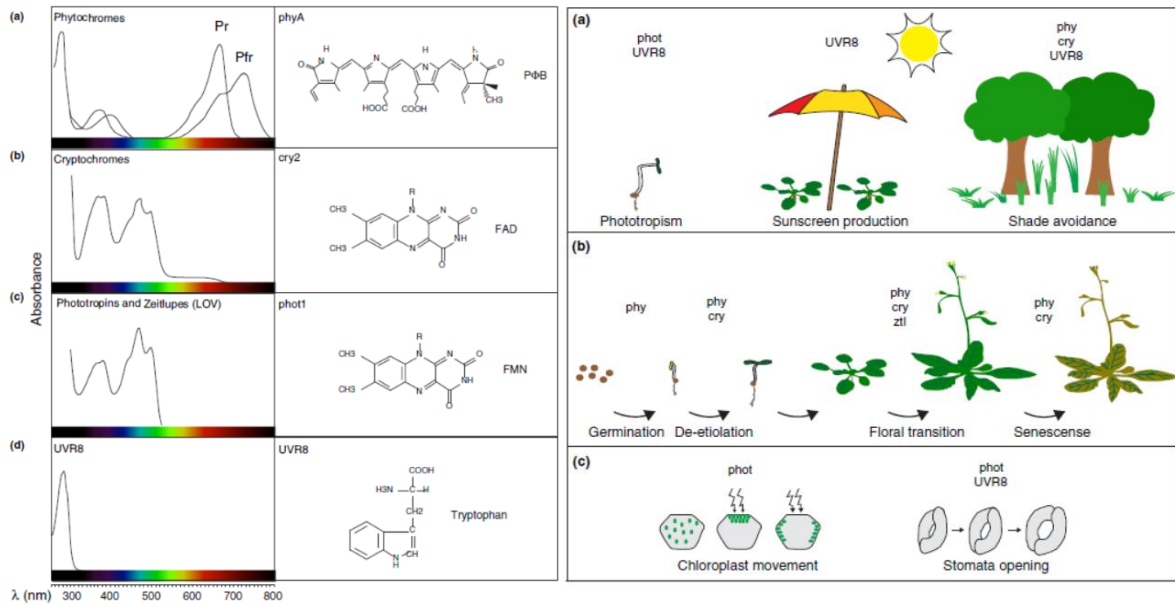 (a)
Phytochromes
Pr
Pfr
phyA
N
H
N
H
N
h
N
O
O
HOOC
COOH
CH3
PΦB
(b)
Cryptochromes
cry2
R
CH3
CH3
N
N
O
NH
N
O
FAD
Absorbance
(c)
Phototropins and Zeitlupes (LOV)
phot1
R
CH3
CH3
N
N
O
NH
N
O
FMN
(d)
UVR8
UVR8
COOH
H3N
C
H
CH2
CH
N
H
Tryptophan
λ (nm)
300 400 500 600 700 800
(a)
phot
UVR8
Phototropism
UVR8
Sunscreen production
phy
cry
UVR8
Shade avoidance
(b)
phy
phy
cry
phy
cry
ztl
phy
cry
Germination De-etiolation Floral transition Senescense
(c)
phot
Chloroplast movement
phot
UVR8
Stomata opening